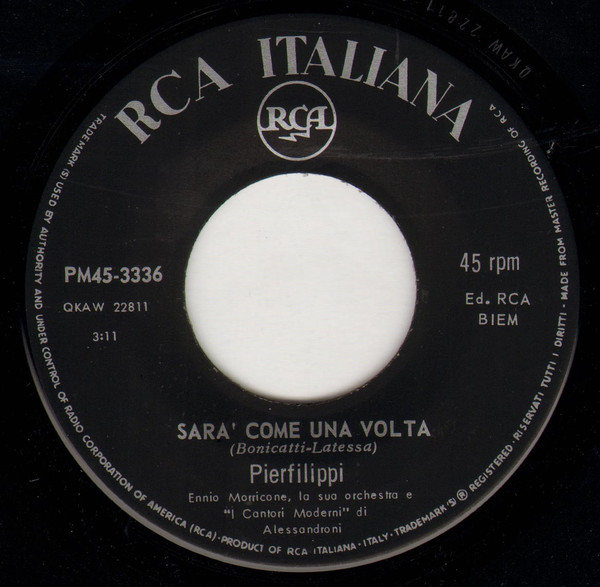 RCA ITALIANA
RCA
PM45-3336
QKAW 22811
3:11
45 rpm
Ed. RCA
BIEM
SARA' COME UNA VOLTA
(Bonicatti-Latessa)
Pierfilippi
Ennio Morricone, la sua orchestra e
"I Cantori Moderni" di
Alessandroni
TRADEMARK (S) USED BY AUTHORITY AND UNDER CONTROL OF RADIO CORPORATION OF AMERICA (RCA) · PRODUCT OF RCA ITALIANA · ITALY · TRADEMARK (S) ® REGISTERED · RISERVATI TUTTI I DIRITTI · MADE FROM MASTER RECORDING OF RCA
QKAW 22811